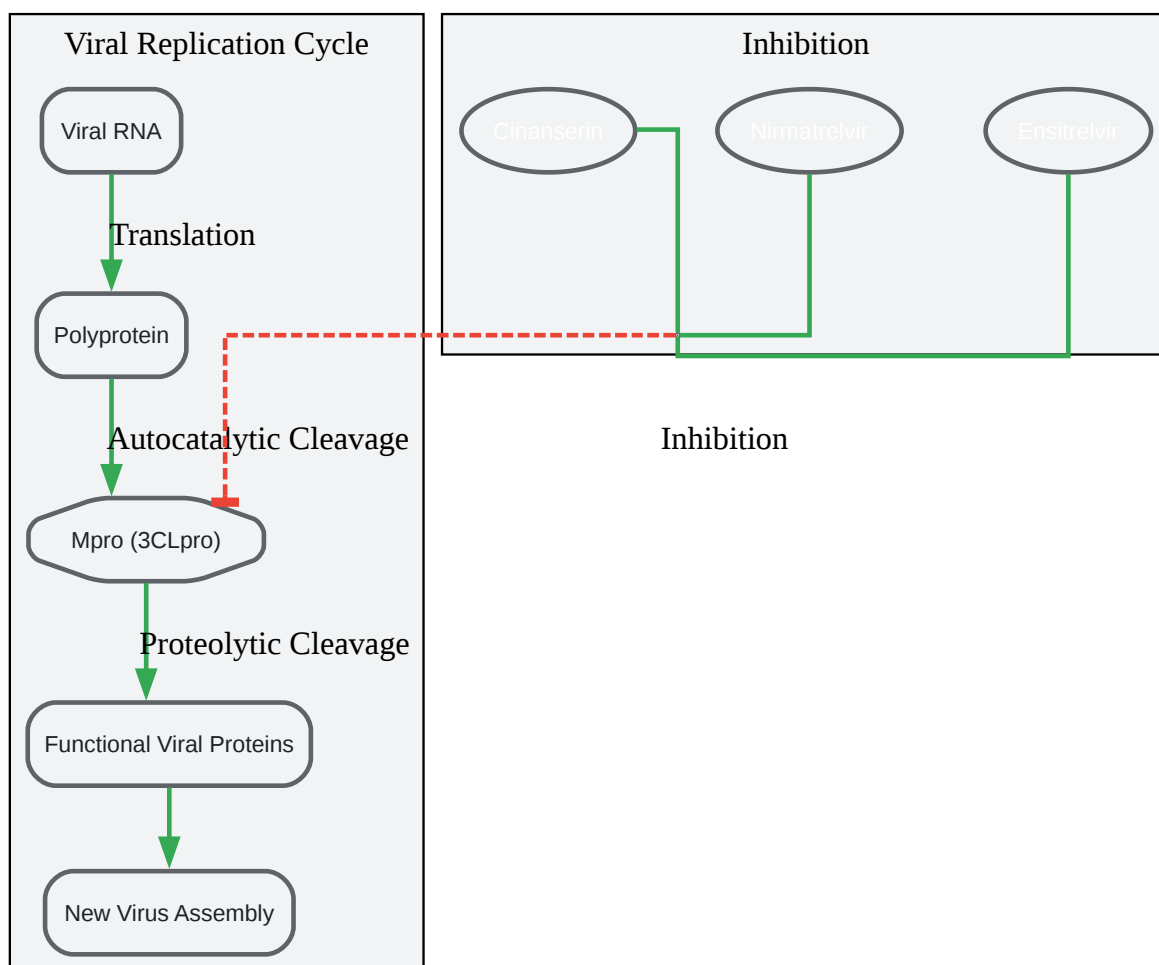 Viral Replication Cycle
Viral RNA
Translation
Polyprotein
Autocatalytic Cleavage
Mpro (3CLpro)
Proteolytic Cleavage
Functional Viral Proteins
New Virus Assembly
Inhibition
Cinanserin
Nirmatrelvir
Ensitrelvir
Inhibition